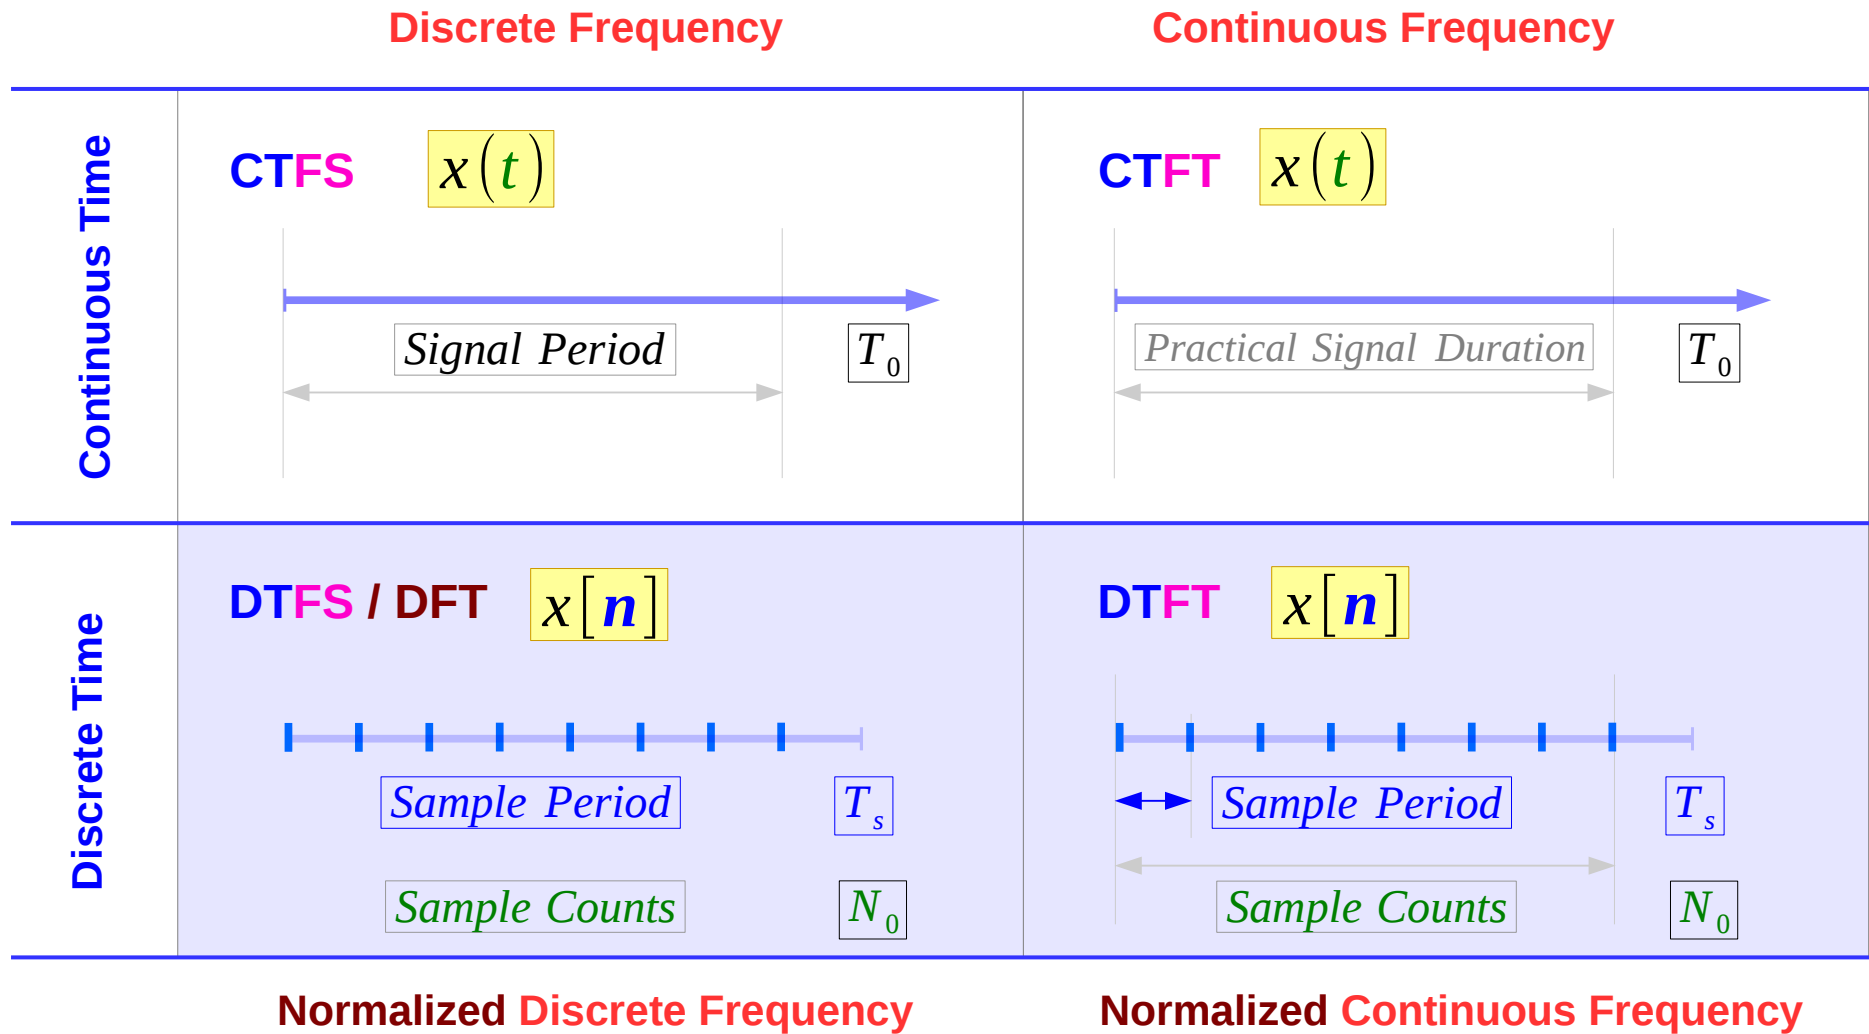 Discrete Frequency
Continuous Frequency
Continuous Time
CTFS
x(t)
Signal Period
T0
CTFT
x(t)
Practical Signal Duration
T0
Discrete Time
DTFS / DFT
x[n]
Sample Period
Ts
Sample Counts
N0
DTFT
x[n]
Sample Period
Ts
Sample Counts
N0
Normalized Discrete Frequency
Normalized Continuous Frequency